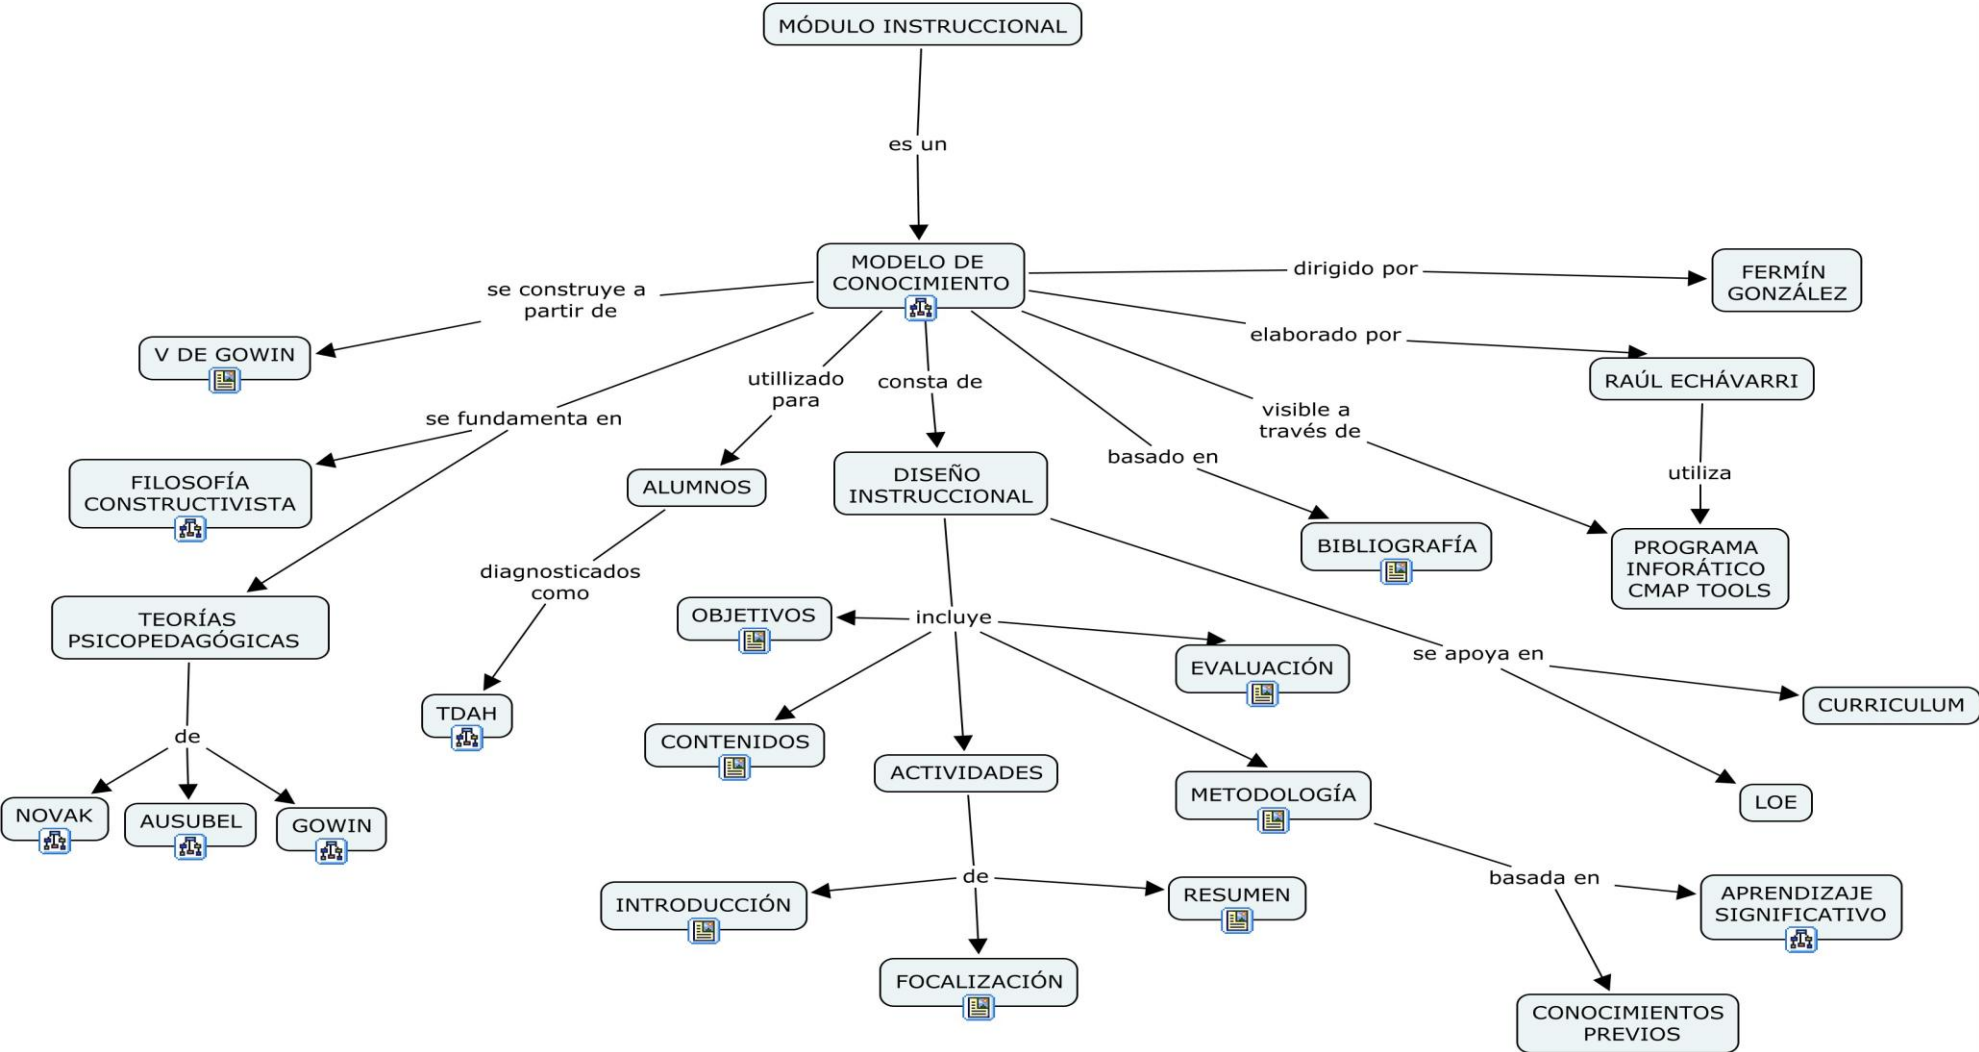 MÓDULO INSTRUCCIONAL
es un
MODELO DE
CONOCIMIENTO
dirigido por
FERMÍN
GONZÁLEZ
se construye a
partir de
elaborado por
V DE GOWIN
RAÚL ECHÁVARRI
utillizado
para
consta de
se fundamenta en
visible a
través de
basado en
utiliza
FILOSOFÍA
CONSTRUCTIVISTA
ALUMNOS
DISEÑO
INSTRUCCIONAL
BIBLIOGRAFÍA
PROGRAMA
INFORÁTICO
CMAP TOOLS
diagnosticados
como
TEORÍAS
PSICOPEDAGÓGICAS
OBJETIVOS
incluye
EVALUACIÓN
se apoya en
CURRICULUM
TDAH
CONTENIDOS
ACTIVIDADES
METODOLOGÍA
LOE
de
NOVAK
AUSUBEL
GOWIN
de
basada en
INTRODUCCIÓN
RESUMEN
APRENDIZAJE
SIGNIFICATIVO
FOCALIZACIÓN
CONOCIMIENTOS
PREVIOS